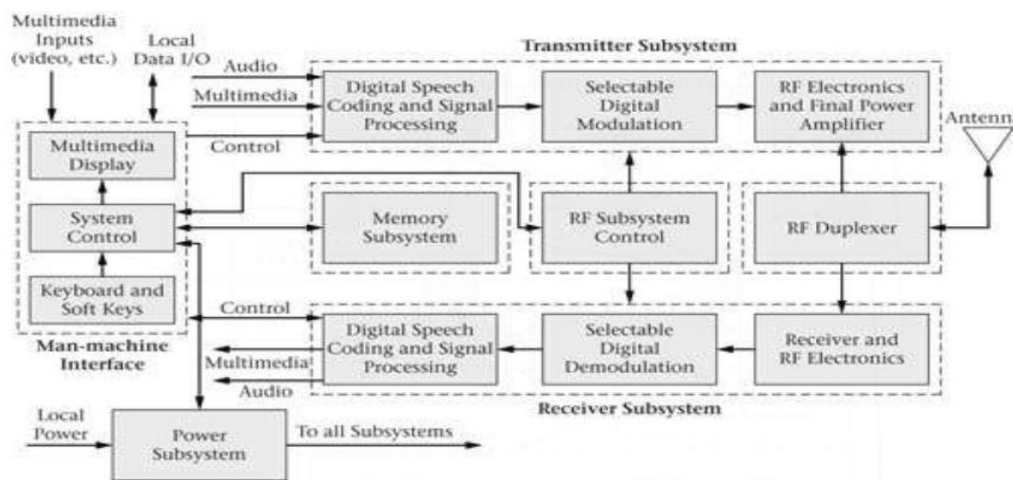 Multimedia
Inputs
(video, etc.)
Local
Data I/O
Transmitter Subsystem
Audio
Multimedia
Control
Digital Speech
Coding and Signal
Processing
Selectable
Digital
Modulation
RF Electronics
and Final Power
Amplifier
Antenn
Multimedia
Display
System
Control
Keyboard and
Soft Keys
Man-machine
Interface
Memory
Subsystem
RF Subsystem
Control
RF Duplexer
Control
Multimedia
Audio
Digital Speech
Coding and Signal
Processing
Selectable
Digital
Demodulation
Receiver and
RF Electronics
Receiver Subsystem
Local
Power
Power
Subsystem
To all Subsystems